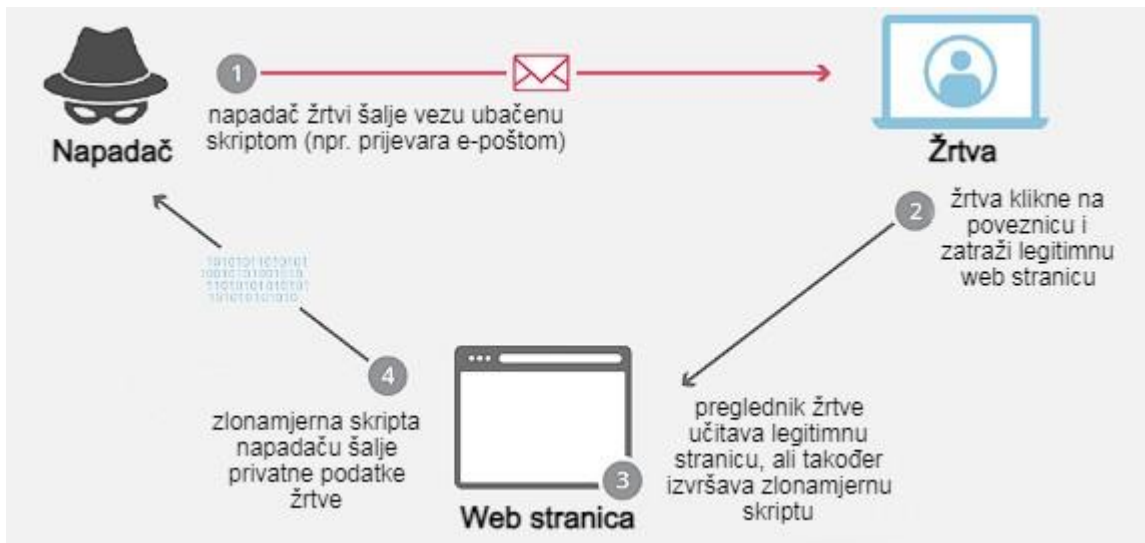 1
napadač žrtvi šalje vezu ubačenu
skriptom (npr. prijevara e-poštom)
Napadač
Žrtva
2
žrtva klikne na
poveznicu i
zatraži legitimnu
web stranicu
3
preglednik žrtve
učitava legitimnu
stranicu, ali također
izvršava zlonamjernu
skriptu
Web stranica
4
zlonamjerna skripta
napadaču šalje
privatne podatke
žrtve